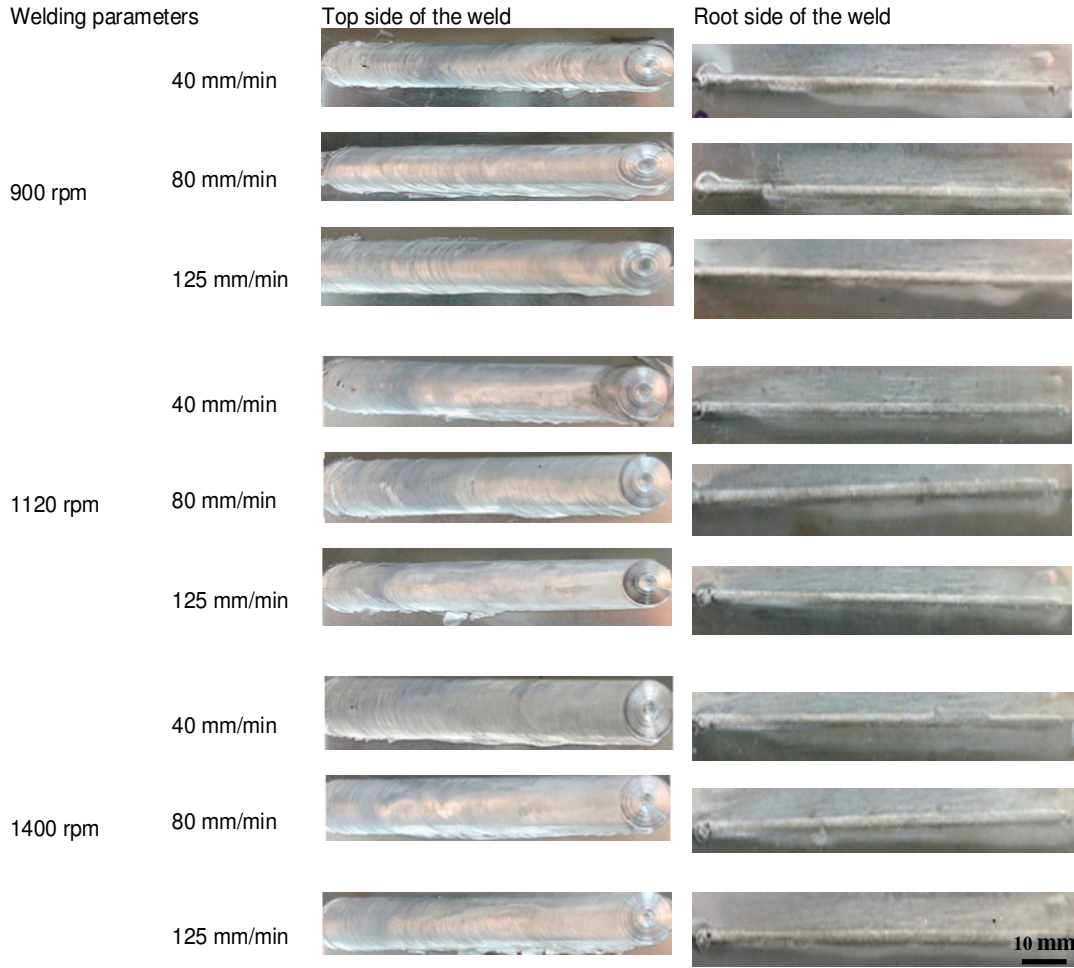 Welding parameters Top side of the weld Root side of the weld
40 mm/min
900 rpm 80 mm/min
125 mm/min
40 mm/min
1120 rpm 80 mm/min
125 mm/min
40 mm/min
1400 rpm 80 mm/min
125 mm/min
10 mm